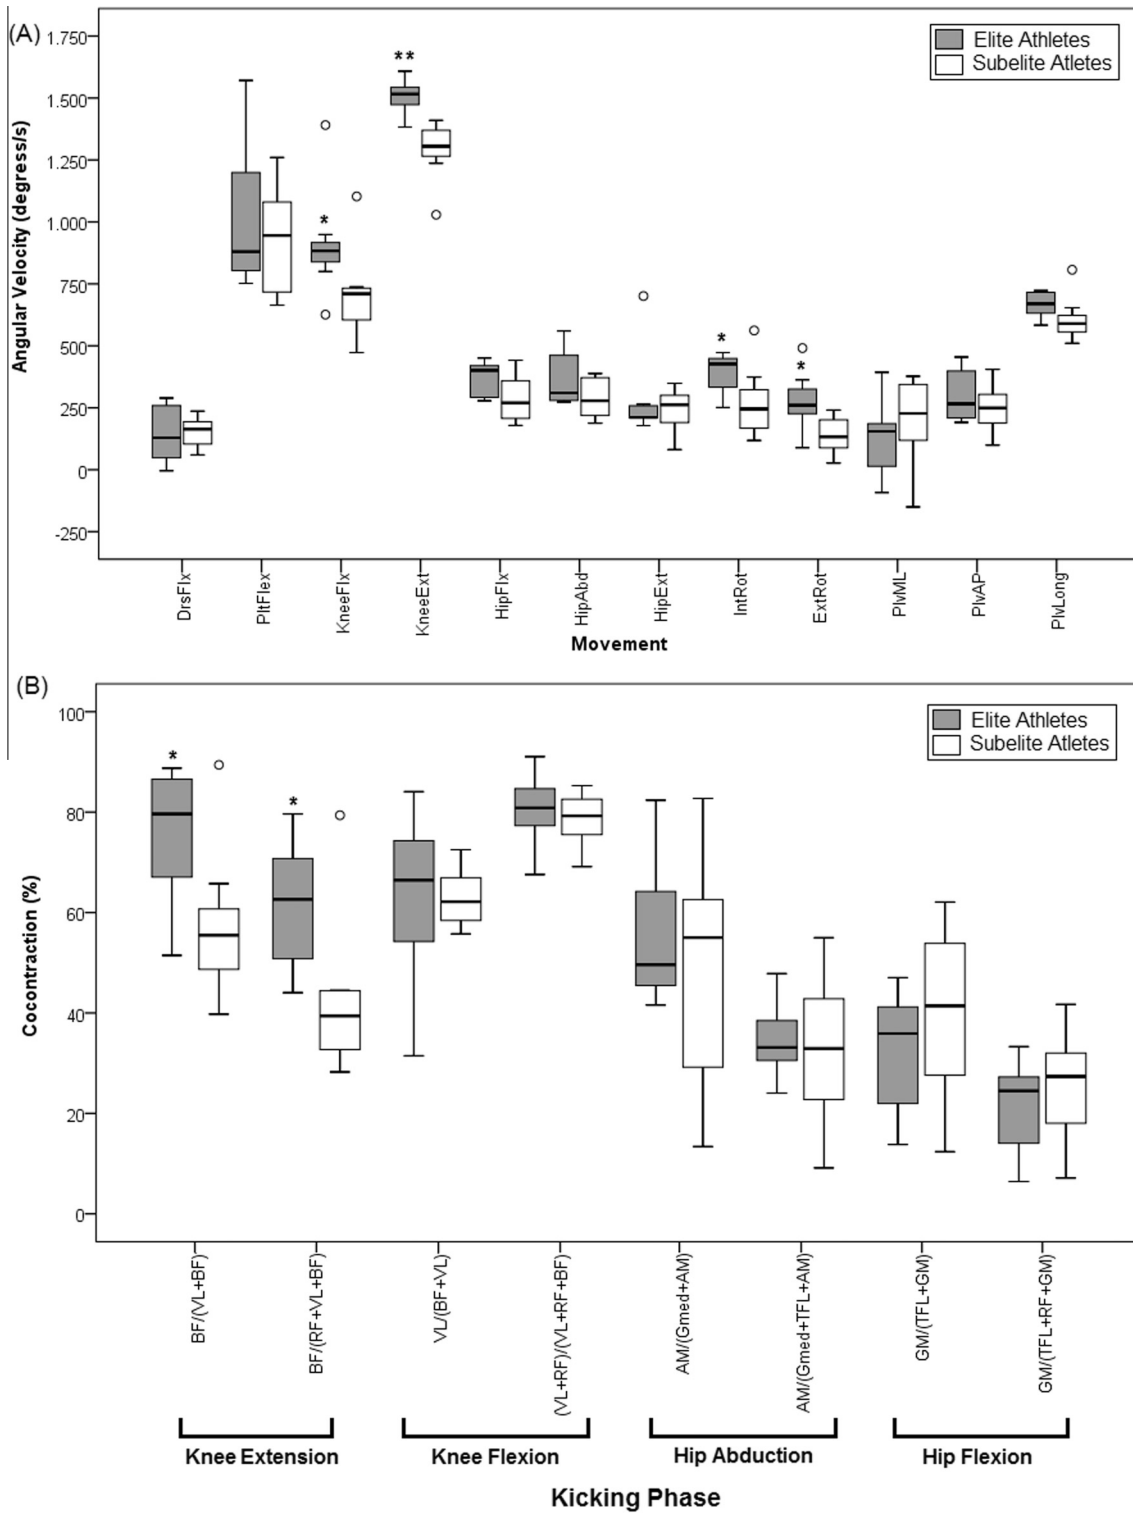 (A)
1.750
1.500
1.250
1.000
750
500
250
0
-250
Angular Velocity (degress/s)
Elite Athletes
Subelite Atletes
*
**
*
*
DrsFlx
PltFlex
KneeFlx
KneeExt
HipFlx
HipAbd
HipExt
IntRot
ExtRot
PlvML
PlvAP
PlvLong
Movement
(B)
100
80
60
40
20
0
Cocontraction (%)
Elite Athletes
Subelite Atletes
*
*
BF/(VL+BF)
BF/(RF+VL+BF)
VL/(BF+VL)
(VL+RF)/(VL+RF+BF)
AM/(Gmed+AM)
AM/(Gmed+TFL+AM)
GM/(TFL+GM)
GM/(TFL+RF+GM)
Knee Extension
Knee Flexion
Hip Abduction
Hip Flexion
Kicking Phase